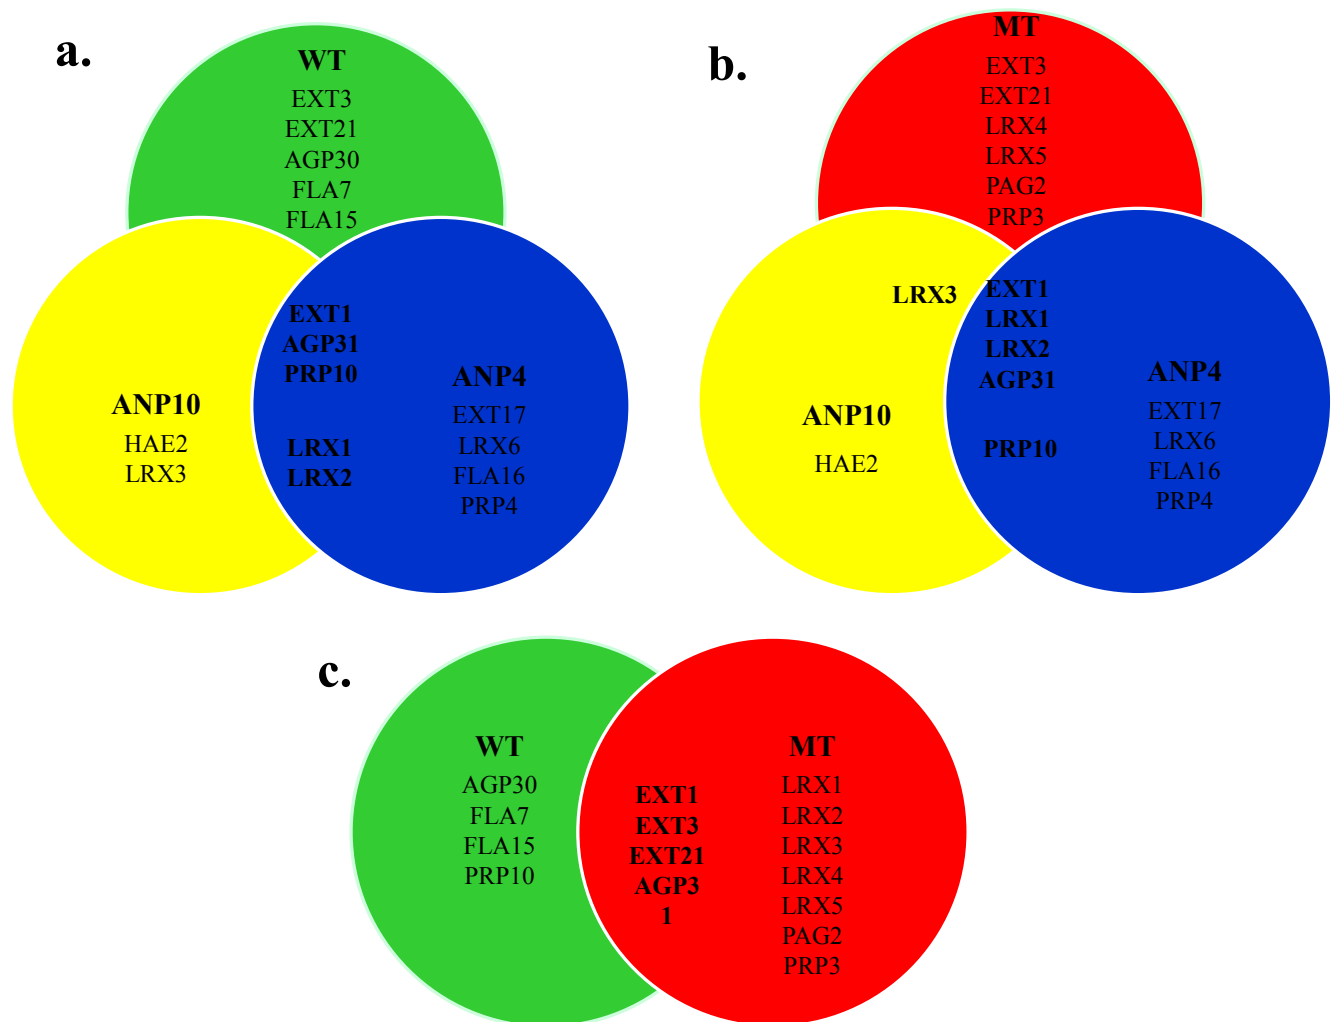 a.
WT
EXT3
EXT21
AGP30
FLA7
FLA15
EXT1
AGP31
PRP10
LRX1
LRX2
ANP10
HAE2
LRX3
ANP4
EXT17
LRX6
FLA16
PRP4
b.
MT
EXT3
EXT21
LRX4
LRX5
PAG2
PRP3
LRX3
EXT1
LRX1
LRX2
AGP31
PRP10
ANP10
HAE2
ANP4
EXT17
LRX6
FLA16
PRP4
c.
WT
AGP30
FLA7
FLA15
PRP10
EXT1
EXT3
EXT21
AGP3
1
MT
LRX1
LRX2
LRX3
LRX4
LRX5
PAG2
PRP3